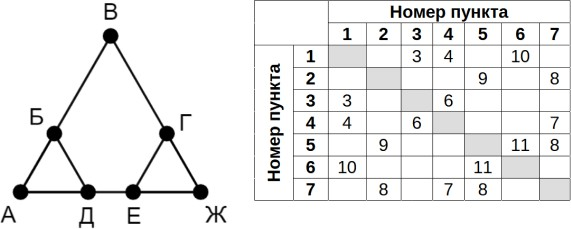 В
Б
Г
А
Д
Е
Ж
Номер пункта
1 2 3 4 5 6 7
Номер пункта
1 3 4 10
2 9 8
3 3 6
4 4 6 7
5 9 11 8
6 10 11
7 8 7 8